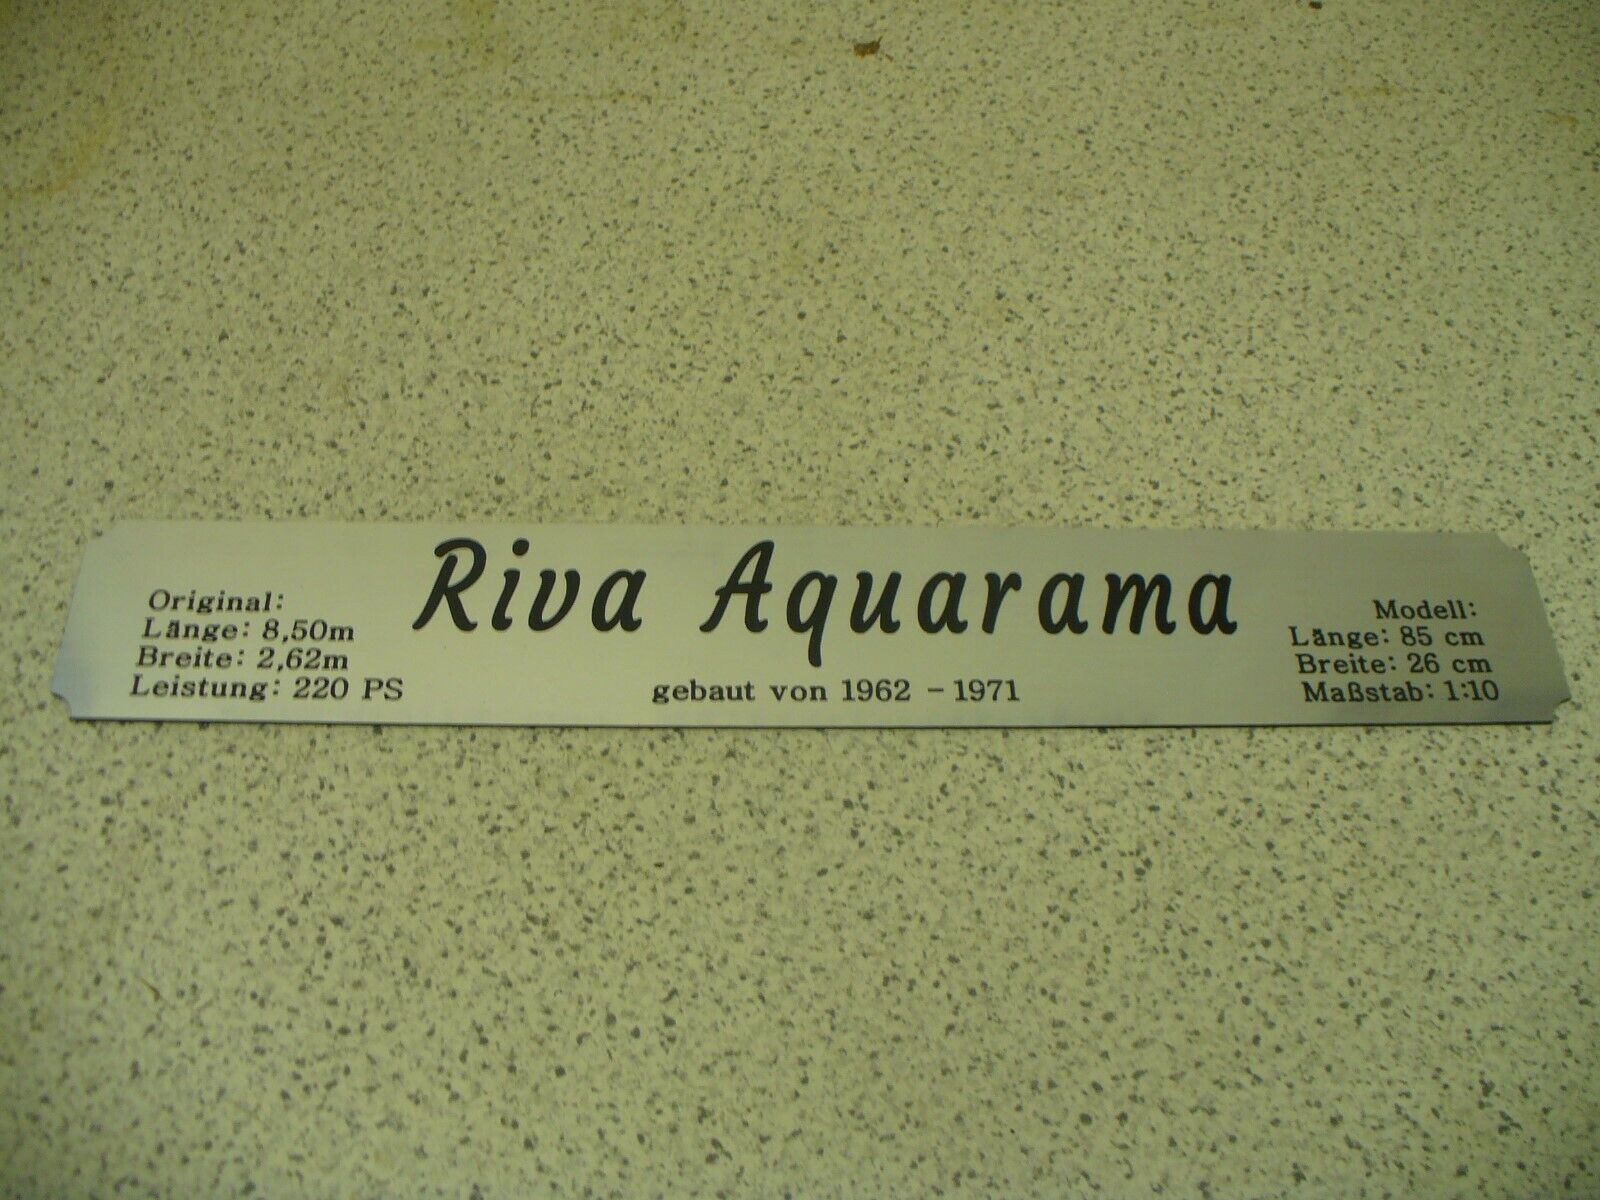 Riva Aquarama
Original:
Länge: 8,50m
Breite: 2,62m
Leistung: 220 PS
gebaut von 1962 - 1971
Modell:
Länge: 85 cm
Breite: 26 cm
Maßstab: 1:10